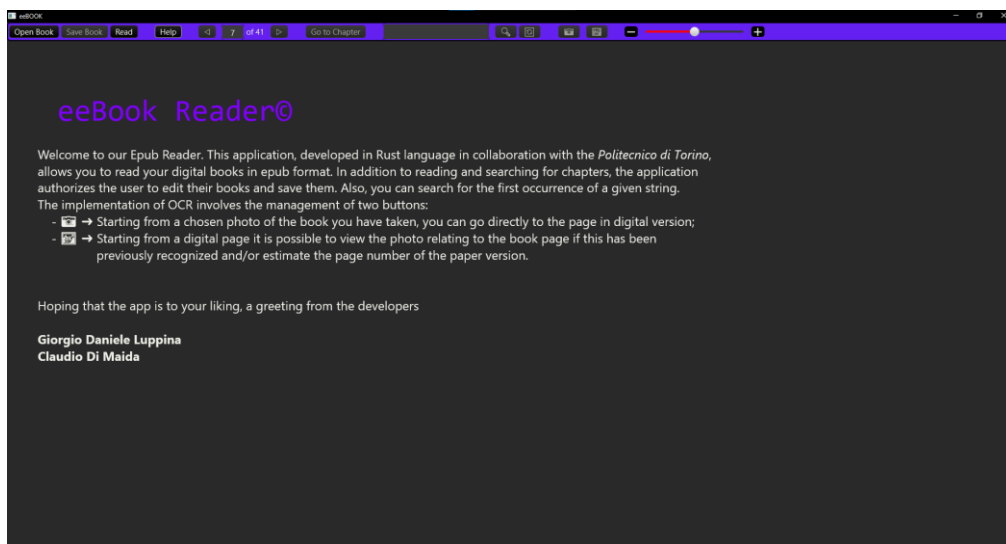 eeBOOK
Open Book Save Book Read Help 7 of 41 Go to Chapter
eeBook Reader©
Welcome to our Epub Reader. This application, developed in Rust language in collaboration with the Politecnico di Torino,
allows you to read your digital books in epub format. In addition to reading and searching for chapters, the application
authorizes the user to edit their books and save them. Also, you can search for the first occurrence of a given string.
The implementation of OCR involves the management of two buttons:
- ➔ Starting from a chosen photo of the book you have taken, you can go directly to the page in digital version;
- ➔ Starting from a digital page it is possible to view the photo relating to the book page if this has been
previously recognized and/or estimate the page number of the paper version.
Hoping that the app is to your liking, a greeting from the developers
Giorgio Daniele Luppina
Claudio Di Maida